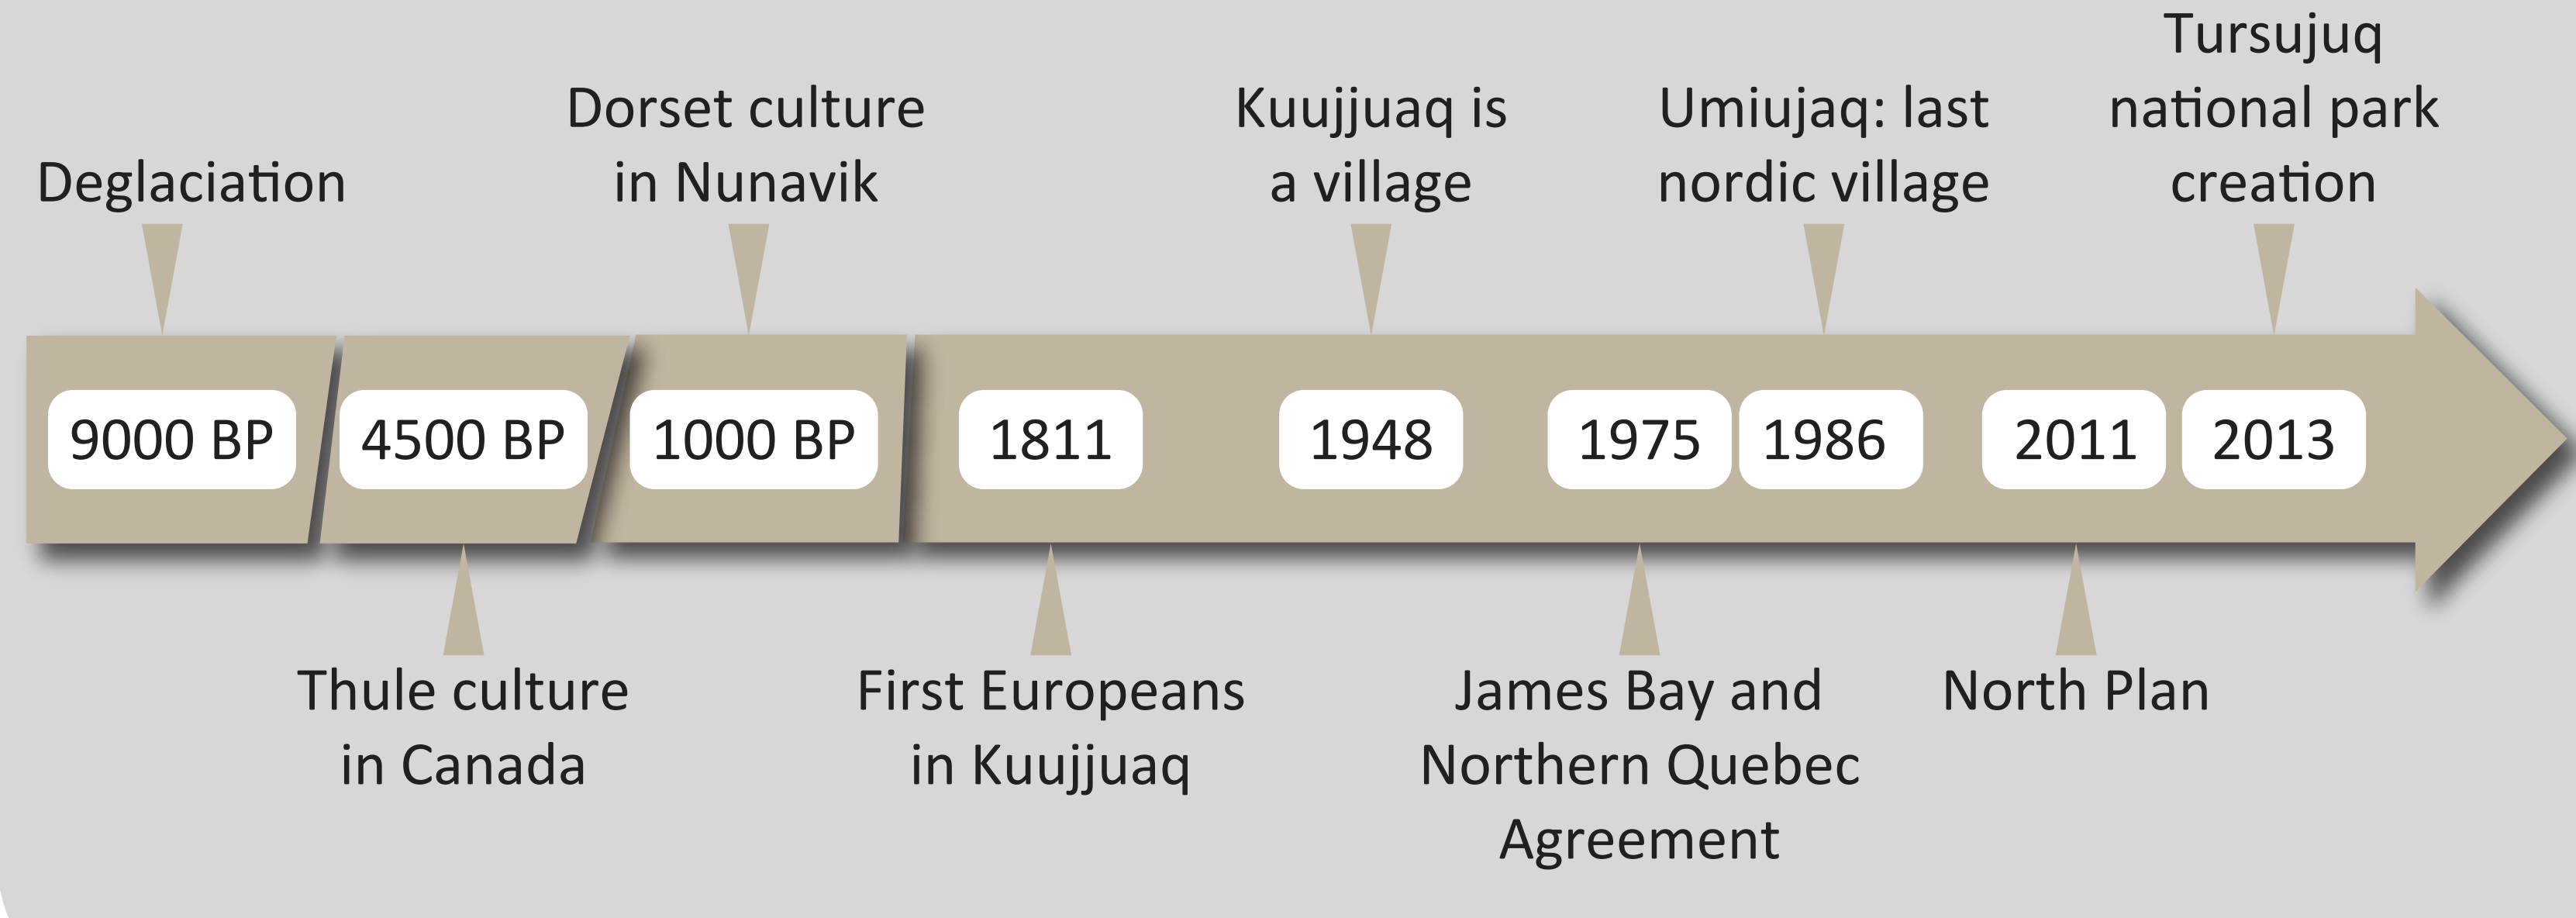 Deglaciation
Dorset culture
in Nunavik
Kuujjuaq is
a village
Umiujaq: last
nordic village
Tursujuq
national park
creation
9000 BP
4500 BP
1000 BP
1811
1948
1975
1986
2011
2013
Thule culture
in Canada
First Europeans
in Kuujjuaq
James Bay and
Northern Quebec
Agreement
North Plan